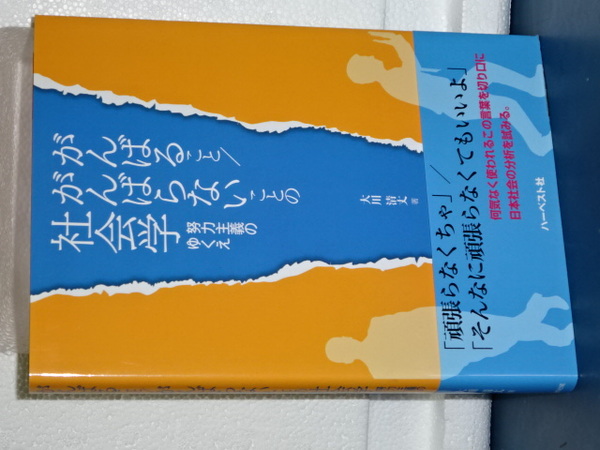 がんばること/
がんばらないことの
社会学
努力主義の
ゆくえ
大川 清丈 著
「頑張らなくちゃ」/
「そんなに頑張らなくてもいいよ」
何気なく使われるこの言葉を切り口に
日本社会の分析を試みる。
ハーベスト社